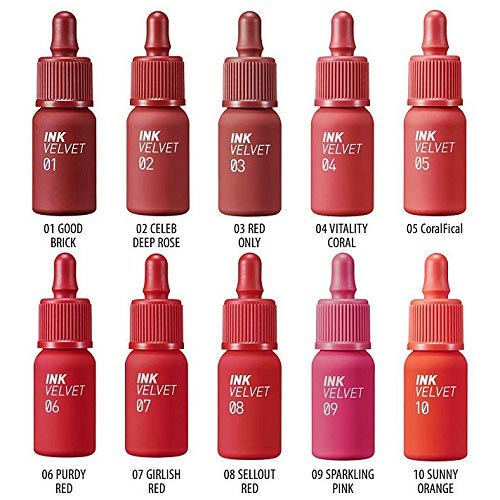 INK
VELVET
01
INK
VELVET
02
INK
VELVET
03
INK
VELVET
04
INK
VELVET
05
01 GOOD
BRICK
02 CELEB
DEEP ROSE
03 RED
ONLY
04 VITALITY
CORAL
05 CoralFical
INK
VELVET
06
INK
VELVET
07
INK
VELVET
08
INK
VELVET
09
INK
VELVET
10
06 PURDY
RED
07 GIRLISH
RED
08 SELLOUT
RED
09 SPARKLING
PINK
10 SUNNY
ORANGE